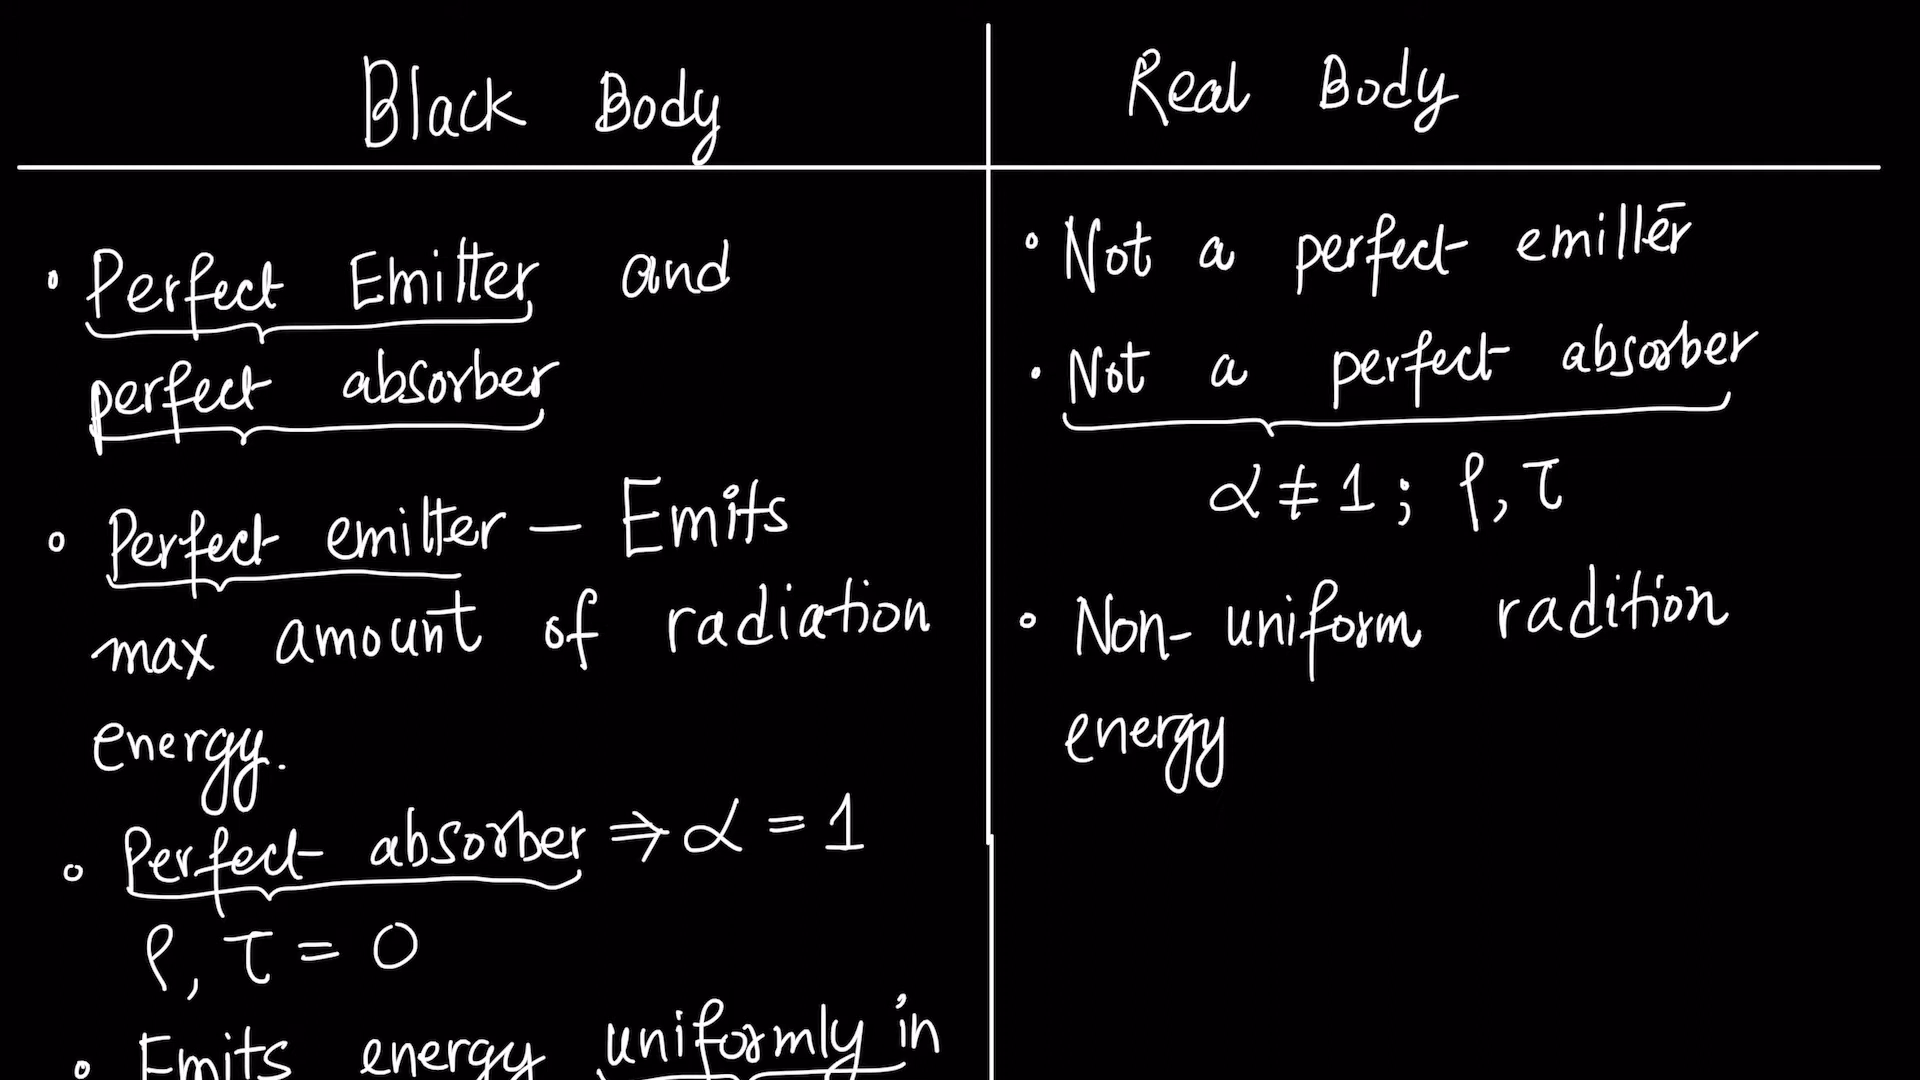 Black Body
• Perfect Emitter and
perfect absorber
• Perfect emitter – Emits
max amount of radiation
energy.
• Perfect absorber ⇒ α = 1
ρ, τ = 0
• Emits energy uniformly in
Real Body
• Not a perfect emitter
• Not a perfect absorber
α ≠ 1 ; ρ, τ
• Non-uniform radition
energy